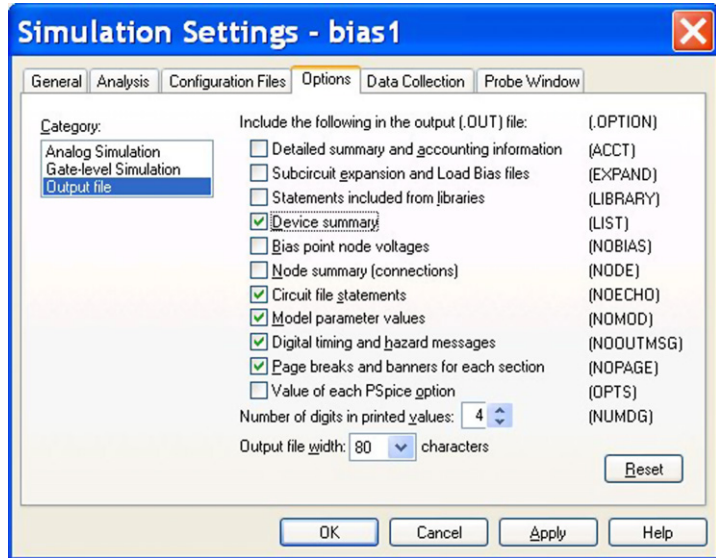 Simulation Settings - bias1
General Analysis Configuration Files Options Data Collection Probe Window
Category:
Analog Simulation
Gate-level Simulation
Output file
Include the following in the output (.OUT) file: (.OPTION)
Detailed summary and accounting information (ACCT)
Subcircuit expansion and Load Bias files (EXPAND)
Statements included from libraries (LIBRARY)
Device summary (LIST)
Bias point node voltages (NOBIAS)
Node summary (connections) (NODE)
Circuit file statements (NOECHO)
Model parameter values (NOMOD)
Digital timing and hazard messages (NOOUTMSG)
Page breaks and banners for each section (NOPAGE)
Value of each PSpice option (OPTS)
Number of digits in printed values: 4 (NUMDG)
Output file width: 80 characters
Reset
OK Cancel Apply Help